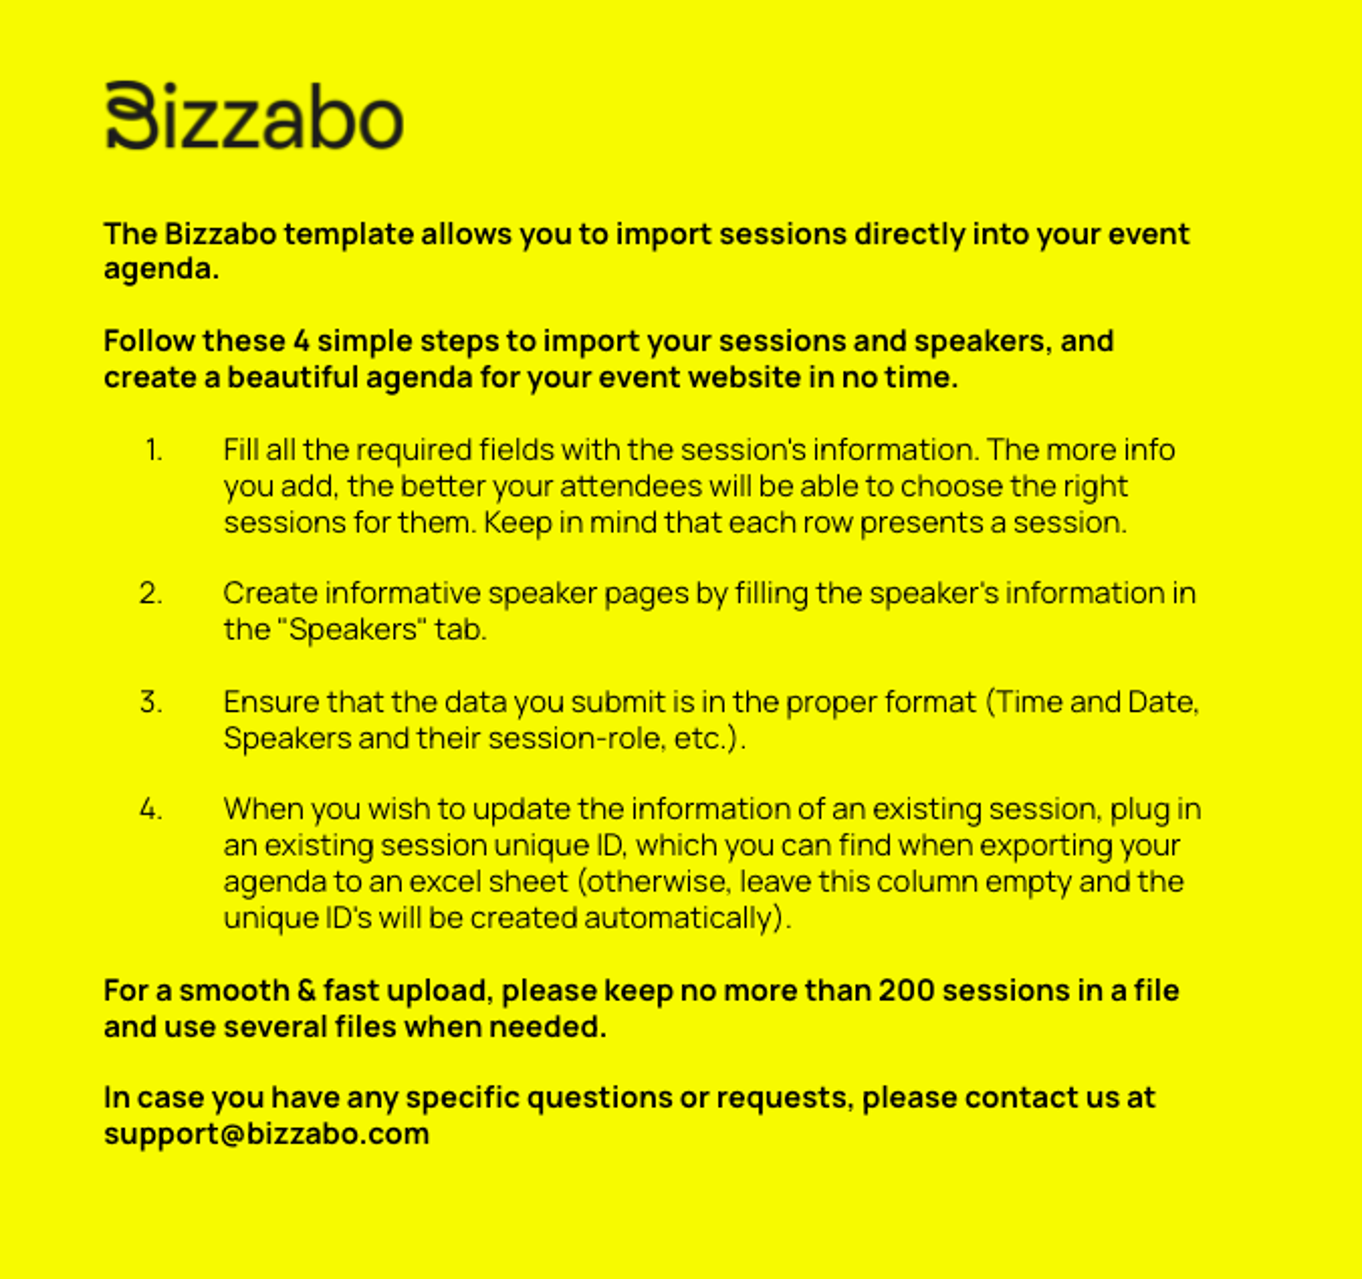 Bizzabo
The Bizzabo template allows you to import sessions directly into your event
agenda.
Follow these 4 simple steps to import your sessions and speakers, and
create a beautiful agenda for your event website in no time.
1. Fill all the required fields with the session's information. The more info
you add, the better your attendees will be able to choose the right
sessions for them. Keep in mind that each row presents a session.
2. Create informative speaker pages by filling the speaker's information in
the "Speakers" tab.
3. Ensure that the data you submit is in the proper format (Time and Date,
Speakers and their session-role, etc.).
4. When you wish to update the information of an existing session, plug in
an existing session unique ID, which you can find when exporting your
agenda to an excel sheet (otherwise, leave this column empty and the
unique ID's will be created automatically).
For a smooth & fast upload, please keep no more than 200 sessions in a file
and use several files when needed.
In case you have any specific questions or requests, please contact us at
support@bizzabo.com